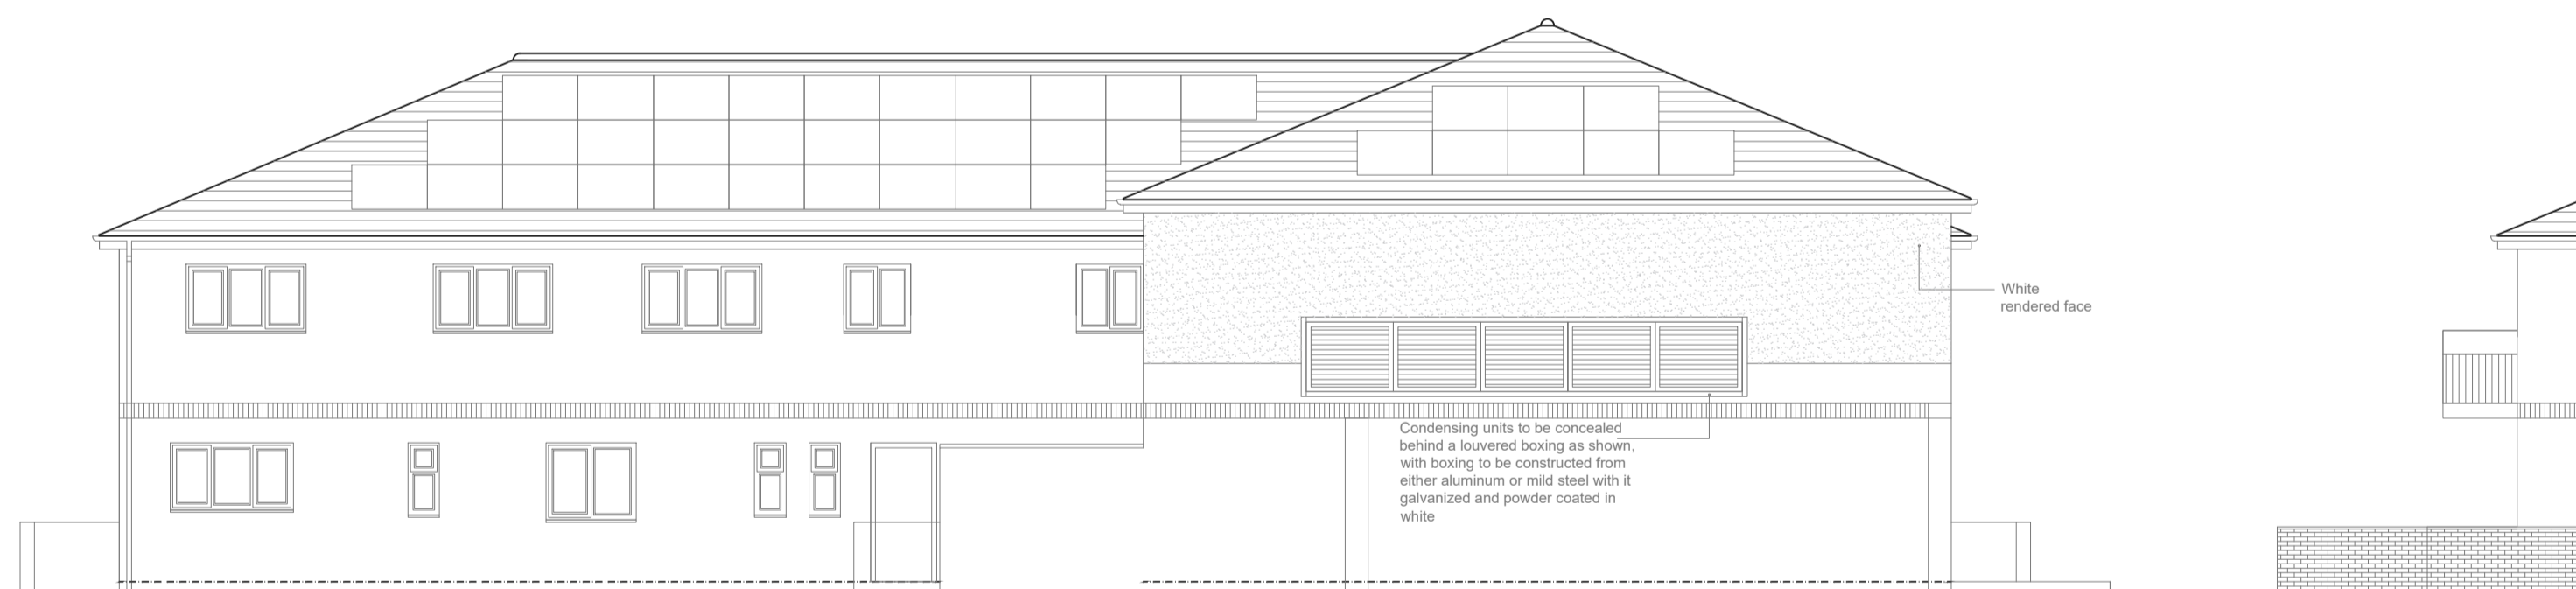 White
rendered face
Condensing units to be concealed
behind a louvered boxing as shown,
with boxing to be constructed from
either aluminum or mild steel with it
galvanized and powder coated in
white